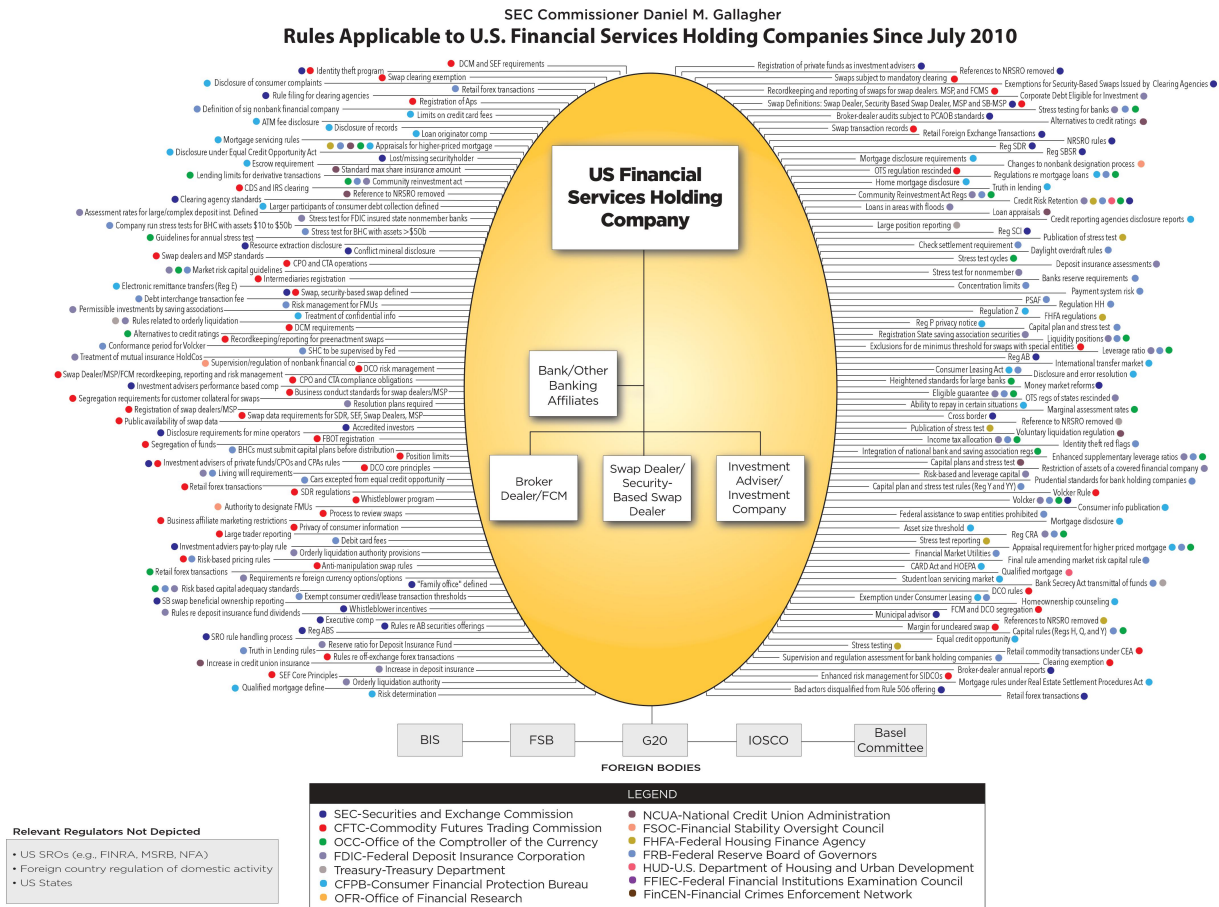 SEC Commissioner Daniel M. Gallagher
Rules Applicable to U.S. Financial Services Holding Companies Since July 2010
DCM and SEF requirements
Identity theft program
Swap clearing exemption
Disclosure of consumer complaints
Retail forex transactions
Rule filing for clearing agencies
Registration of Aps
Definition of sig nonbank financial company
Limits on credit card fees
ATM fee disclosure
Disclosure of records
Loan originator comp
Mortgage servicing rules
Appraisals for higher-priced mortgage
Disclosure under Equal Credit Opportunity Act
Lost/missing securityholder
Escrow requirement
Standard max share insurance amount
Lending limits for derivative transactions
Community reinvestment act
CDS and IRS clearing
Reference to NRSRO removed
Clearing agency standards
Larger participants of consumer debt collection defined
Assessment rates for large/complex deposit inst. Defined
Stress test for FDIC insured state nonmember banks
Company run stress tests for BHC with assets $10 to $50b
Stress test for BHC with assets >$50b
Guidelines for annual stress test
Resource extraction disclosure
Conflict mineral disclosure
Swap dealers and MSP standards
CPO and CTA operations
Market risk capital guidelines
Intermediaries registration
Electronic remittance transfers (Reg E)
Swap, security-based swap defined
Debt interchange transaction fee
Risk management for FMUs
Permissible investments by saving associations
Treatment of confidential info
Rules related to orderly liquidation
DCM requirements
Alternatives to credit ratings
Recordkeeping/reporting for preenactment swaps
Conformance period for Volcker
SHC to be supervised by Fed
Treatment of mutual insurance HoldCos
Supervision/regulation of nonbank financial co
DCO risk management
Swap Dealer/MSP/FCM recordkeeping, reporting and risk management
CPO and CTA compliance obligations
Investment advisers performance based comp
Business conduct standards for swap dealers/MSP
Segregation requirements for customer collateral for swaps
Resolution plans required
Registration of swap dealers/MSP
Swap data requirements for SDR, SEF, Swap Dealers, MSP
Public availability of swap data
Accredited investors
Disclosure requirements for mine operators
FBOT registration
Segregation of funds
BHCs must submit capital plans before distribution
Position limits
Investment advisers of private funds/CPOs and CPAs rules
DCO core principles
Living will requirements
Cars excepted from equal credit opportunity
Retail forex transactions
SDR regulations
Whistleblower program
Authority to designate FMUs
Process to review swaps
Business affiliate marketing restrictions
Privacy of consumer information
Large trader reporting
Debit card fees
Investment advisers pay-to-play rule
Orderly liquidation authority provisions
Risk-based pricing rules
Anti-manipulation swap rules
Retail forex transactions
Requirements re foreign currency options/options
"Family office" defined
Risk based capital adequacy standards
Exempt consumer credit/lease transaction thresholds
SB swap beneficial ownership reporting
Whistleblower incentives
Rules re deposit insurance fund dividends
Executive comp
Rules re AB securities offerings
Reg ABS
SRO rule handling process
Reserve ratio for Deposit Insurance Fund
Truth in Lending rules
Rules re off-exchange forex transactions
Increase in credit union insurance
Increase in deposit insurance
SEF Core Principles
Orderly liquidation authority
Qualified mortgage define
Risk determination
US Financial
Services Holding
Company
Bank/Other
Banking
Affiliates
Broker
Dealer/FCM
Swap Dealer/
Security-
Based Swap
Dealer
Investment
Adviser/
Investment
Company
Registration of private funds as investment advisers
References to NRSRO removed
Swaps subject to mandatory clearing
Exemptions for Security-Based Swaps Issued by Clearing Agencies
Recordkeeping and reporting of swaps for swap dealers. MSP, and FCMS
Corporate Debt Eligible for Investment
Swap Definitions: Swap Dealer, Security Based Swap Dealer, MSP and SB-MSP
Stress testing for banks
Broker-dealer audits subject to PCAOB standards
Alternatives to credit ratings
Swap transaction records
Retail Foreign Exchange Transactions
NRSRO rules
Reg SDR
Reg SBSR
Mortgage disclosure requirements
Changes to nonbank designation process
OTS regulation rescinded
Regulations re mortgage loans
Home mortgage disclosure
Truth in lending
Community Reinvestment Act Regs
Credit Risk Retention
Loans in areas with floods
Loan appraisals
Credit reporting agencies disclosure reports
Large position reporting
Reg SCI
Publication of stress test
Check settlement requirement
Daylight overdraft rules
Stress test cycles
Deposit insurance assessments
Stress test for nonmember
Banks reserve requirements
Concentration limits
Payment system risk
PSAF
Regulation HH
Regulation Z
FHFA regulations
Reg P privacy notice
Capital plan and stress test
Registration State saving association securities
Liquidity positions
Exclusions for de minimus threshold for swaps with special entities
Leverage ratio
Reg AB
International transfer market
Consumer Leasing Act
Disclosure and error resolution
Heightened standards for large banks
Money market reforms
Eligible guarantee
OTS regs of states rescinded
Ability to repay in certain situations
Marginal assessment rates
Cross border
Reference to NRSRO removed
Publication of stress test
Voluntary liquidation regulation
Income tax allocation
Identity theft red flags
Integration of national bank and saving association regs
Enhanced supplementary leverage ratios
Capital plans and stress test
Restriction of assets of a covered financial company
Risk-based and leverage capital
Prudential standards for bank holding companies
Capital plan and stress test rules (Reg Y and YY)
Volcker Rule
Volcker
Consumer info publication
Federal assistance to swap entities prohibited
Mortgage disclosure
Asset size threshold
Reg CRA
Stress test reporting
Appraisal requirement for higher priced mortgage
Financial Market Utilities
Final rule amending market risk capital rule
CARD Act and HOEPA
Qualified mortgage
Student loan servicing market
Bank Secrecy Act transmittal of funds
DCO rules
Exemption under Consumer Leasing
Homeownership counseling
FCM and DCO segregation
Municipal advisor
References to NRSRO removed
Margin for uncleared swap
Capital rules (Regs H, Q, and Y)
Equal credit opportunity
Stress testing
Retail commodity transactions under CEA
Supervision and regulation assessment for bank holding companies
Clearing exemption
Broker-dealer annual reports
Enhanced risk management for SIDCOs
Mortgage rules under Real Estate Settlement Procedures Act
Bad actors disqualified from Rule 506 offering
Retail forex transactions
BIS
FSB
G20
IOSCO
Basel
Committee
FOREIGN BODIES
LEGEND
SEC-Securities and Exchange Commission
CFTC-Commodity Futures Trading Commission
OCC-Office of the Comptroller of the Currency
FDIC-Federal Deposit Insurance Corporation
Treasury-Treasury Department
CFPB-Consumer Financial Protection Bureau
OFR-Office of Financial Research
NCUA-National Credit Union Administration
FSOC-Financial Stability Oversight Council
FHFA-Federal Housing Finance Agency
FRB-Federal Reserve Board of Governors
HUD-U.S. Department of Housing and Urban Development
FFIEC-Federal Financial Institutions Examination Council
FinCEN-Financial Crimes Enforcement Network
Relevant Regulators Not Depicted
• US SROs (e.g., FINRA, MSRB, NFA)
• Foreign country regulation of domestic activity
• US States